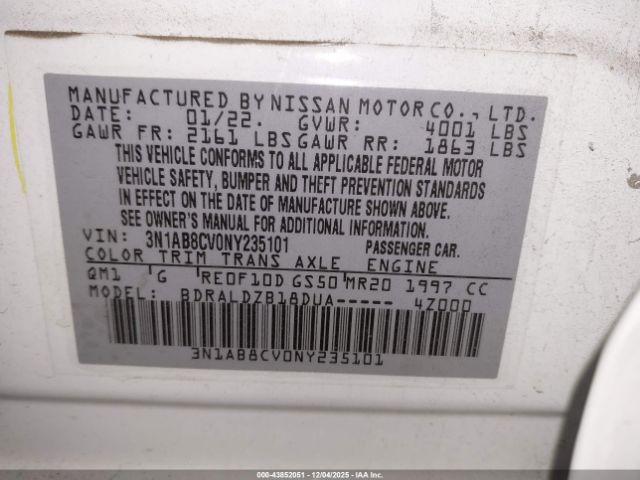 MANUFACTURED BY NISSAN MOTOR CO., LTD.
DATE: 01/22. GVWR: 4001 LBS
GAWR FR: 2161 LBS GAWR RR: 1863 LBS
THIS VEHICLE CONFORMS TO ALL APPLICABLE FEDERAL MOTOR
VEHICLE SAFETY, BUMPER AND THEFT PREVENTION STANDARDS
IN EFFECT ON THE DATE OF MANUFACTURE SHOWN ABOVE.
SEE OWNER'S MANUAL FOR ADDITIONAL INFORMATION.
VIN: 3N1AB8CV0NY235101 PASSENGER CAR.
COLOR TRIM TRANS AXLE ENGINE
QM1 G RE0F10D GS50 MR20 1997 CC
MODEL: BDRALDZB18DUA----- 4Z000
3N1AB8CV0NY235101
000-43852051 - 12/04/2025 - IAAI.COM